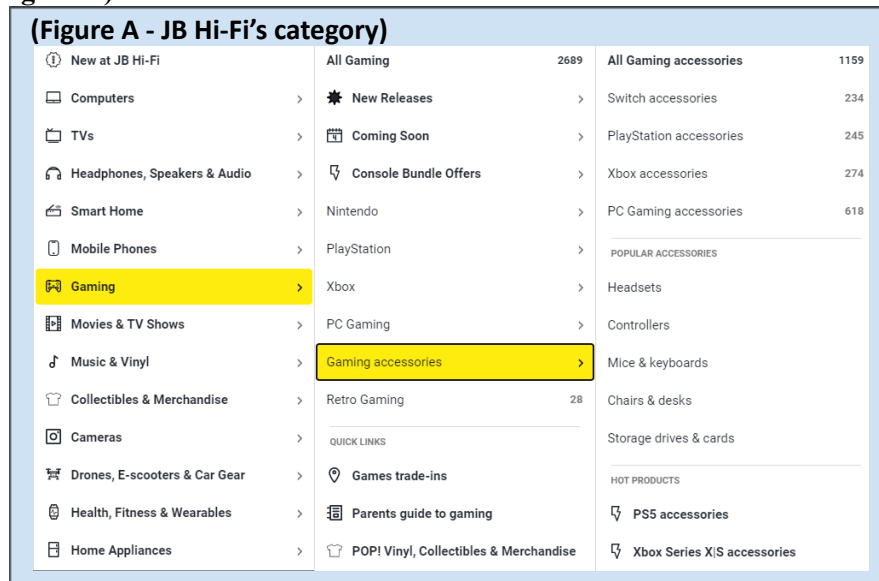 (Figure A - JB Hi-Fi's category)
New at JB Hi-Fi
Computers
TVs
Headphones, Speakers & Audio
Smart Home
Mobile Phones
Gaming
Movies & TV Shows
Music & Vinyl
Collectibles & Merchandise
Cameras
Drones, E-scooters & Car Gear
Health, Fitness & Wearables
Home Appliances
All Gaming 2689
New Releases
Coming Soon
Console Bundle Offers
Nintendo
PlayStation
Xbox
PC Gaming
Gaming accessories
Retro Gaming 28
QUICK LINKS
Games trade-ins
Parents guide to gaming
POP! Vinyl, Collectibles & Merchandise
All Gaming accessories 1159
Switch accessories 234
PlayStation accessories 245
Xbox accessories 274
PC Gaming accessories 618
POPULAR ACCESSORIES
Headsets
Controllers
Mice & keyboards
Chairs & desks
Storage drives & cards
HOT PRODUCTS
PS5 accessories
Xbox Series X|S accessories